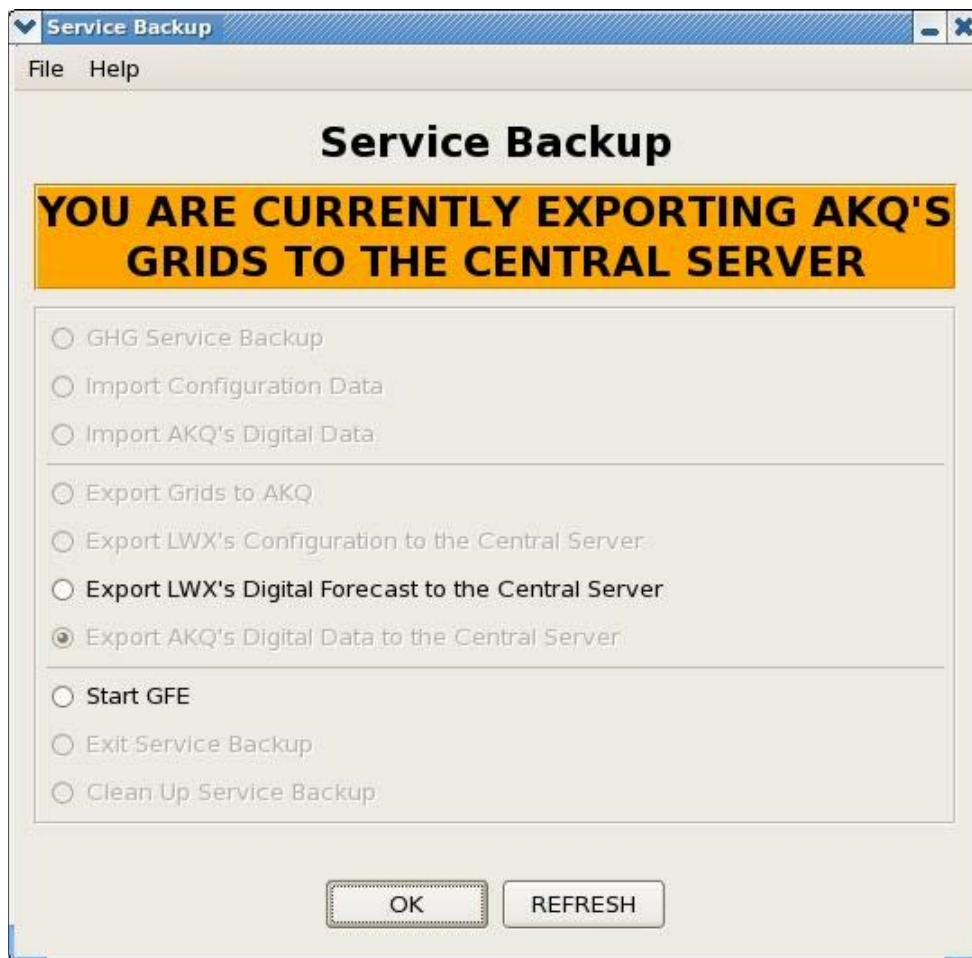 Service Backup
File Help
Service Backup
YOU ARE CURRENTLY EXPORTING AKQ'S
GRIDS TO THE CENTRAL SERVER
GHG Service Backup
Import Configuration Data
Import AKQ's Digital Data
Export Grids to AKQ
Export LWX's Configuration to the Central Server
Export LWX's Digital Forecast to the Central Server
Export AKQ's Digital Data to the Central Server
Start GFE
Exit Service Backup
Clean Up Service Backup
OK REFRESH